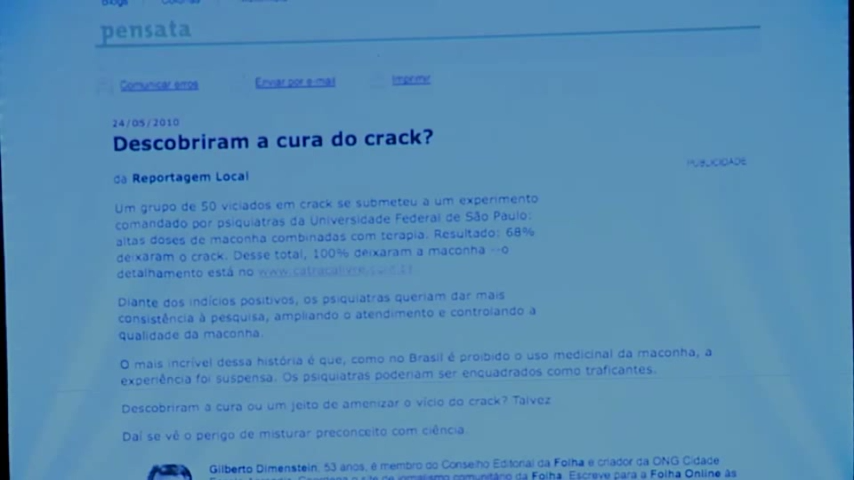 Blogs
pensata
Comunicar erros Enviar por e-mail Imprimir
24/05/2010
Descobriram a cura do crack?
da Reportagem Local
PUBLICIDADE
Um grupo de 50 viciados em crack se submeteu a um experimento
comandado por psiquiatras da Universidade Federal de São Paulo:
altas doses de maconha combinadas com terapia. Resultado: 68%
deixaram o crack. Desse total, 100% deixaram a maconha --o
detalhamento está no www.catracalivre.com.br
Diante dos indícios positivos, os psiquiatras queriam dar mais
consistência à pesquisa, ampliando o atendimento e controlando a
qualidade da maconha.
O mais incrível dessa história é que, como no Brasil é proibido o uso medicinal da maconha, a
experiência foi suspensa. Os psiquiatras poderiam ser enquadrados como traficantes.
Descobriram a cura ou um jeito de amenizar o vício do crack? Talvez
Daí se vê o perigo de misturar preconceito com ciência.
Gilberto Dimenstein, 53 anos, é membro do Conselho Editorial da Folha e criador da ONG Cidade
Folha. Escreve para a Folha Online às